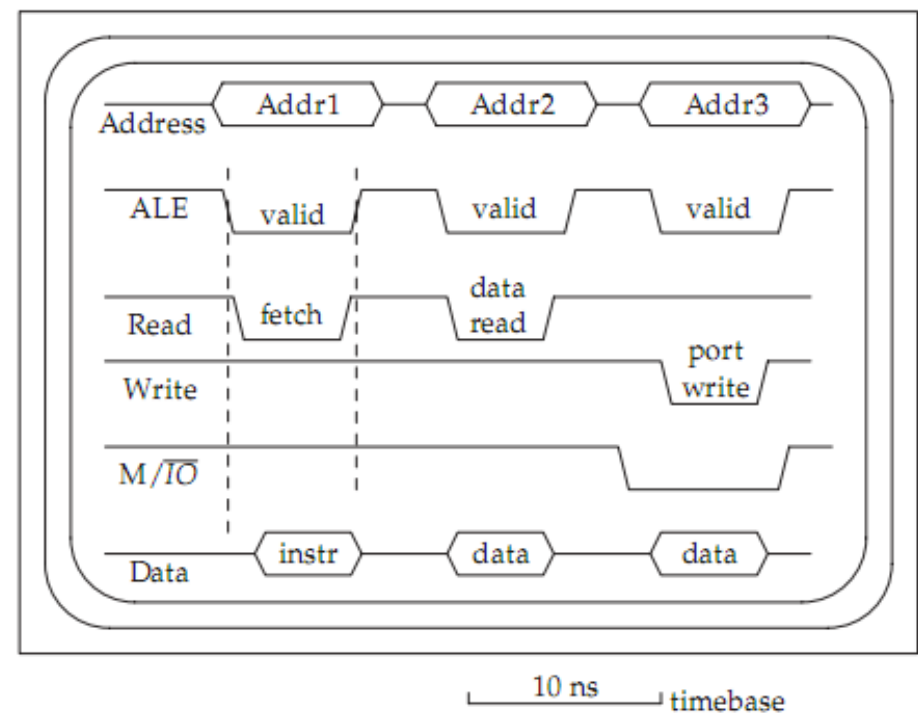 Address Addr1 Addr2 Addr3
ALE valid valid valid
Read fetch data read
Write port write
M/I̅O̅
Data instr data data
10 ns timebase